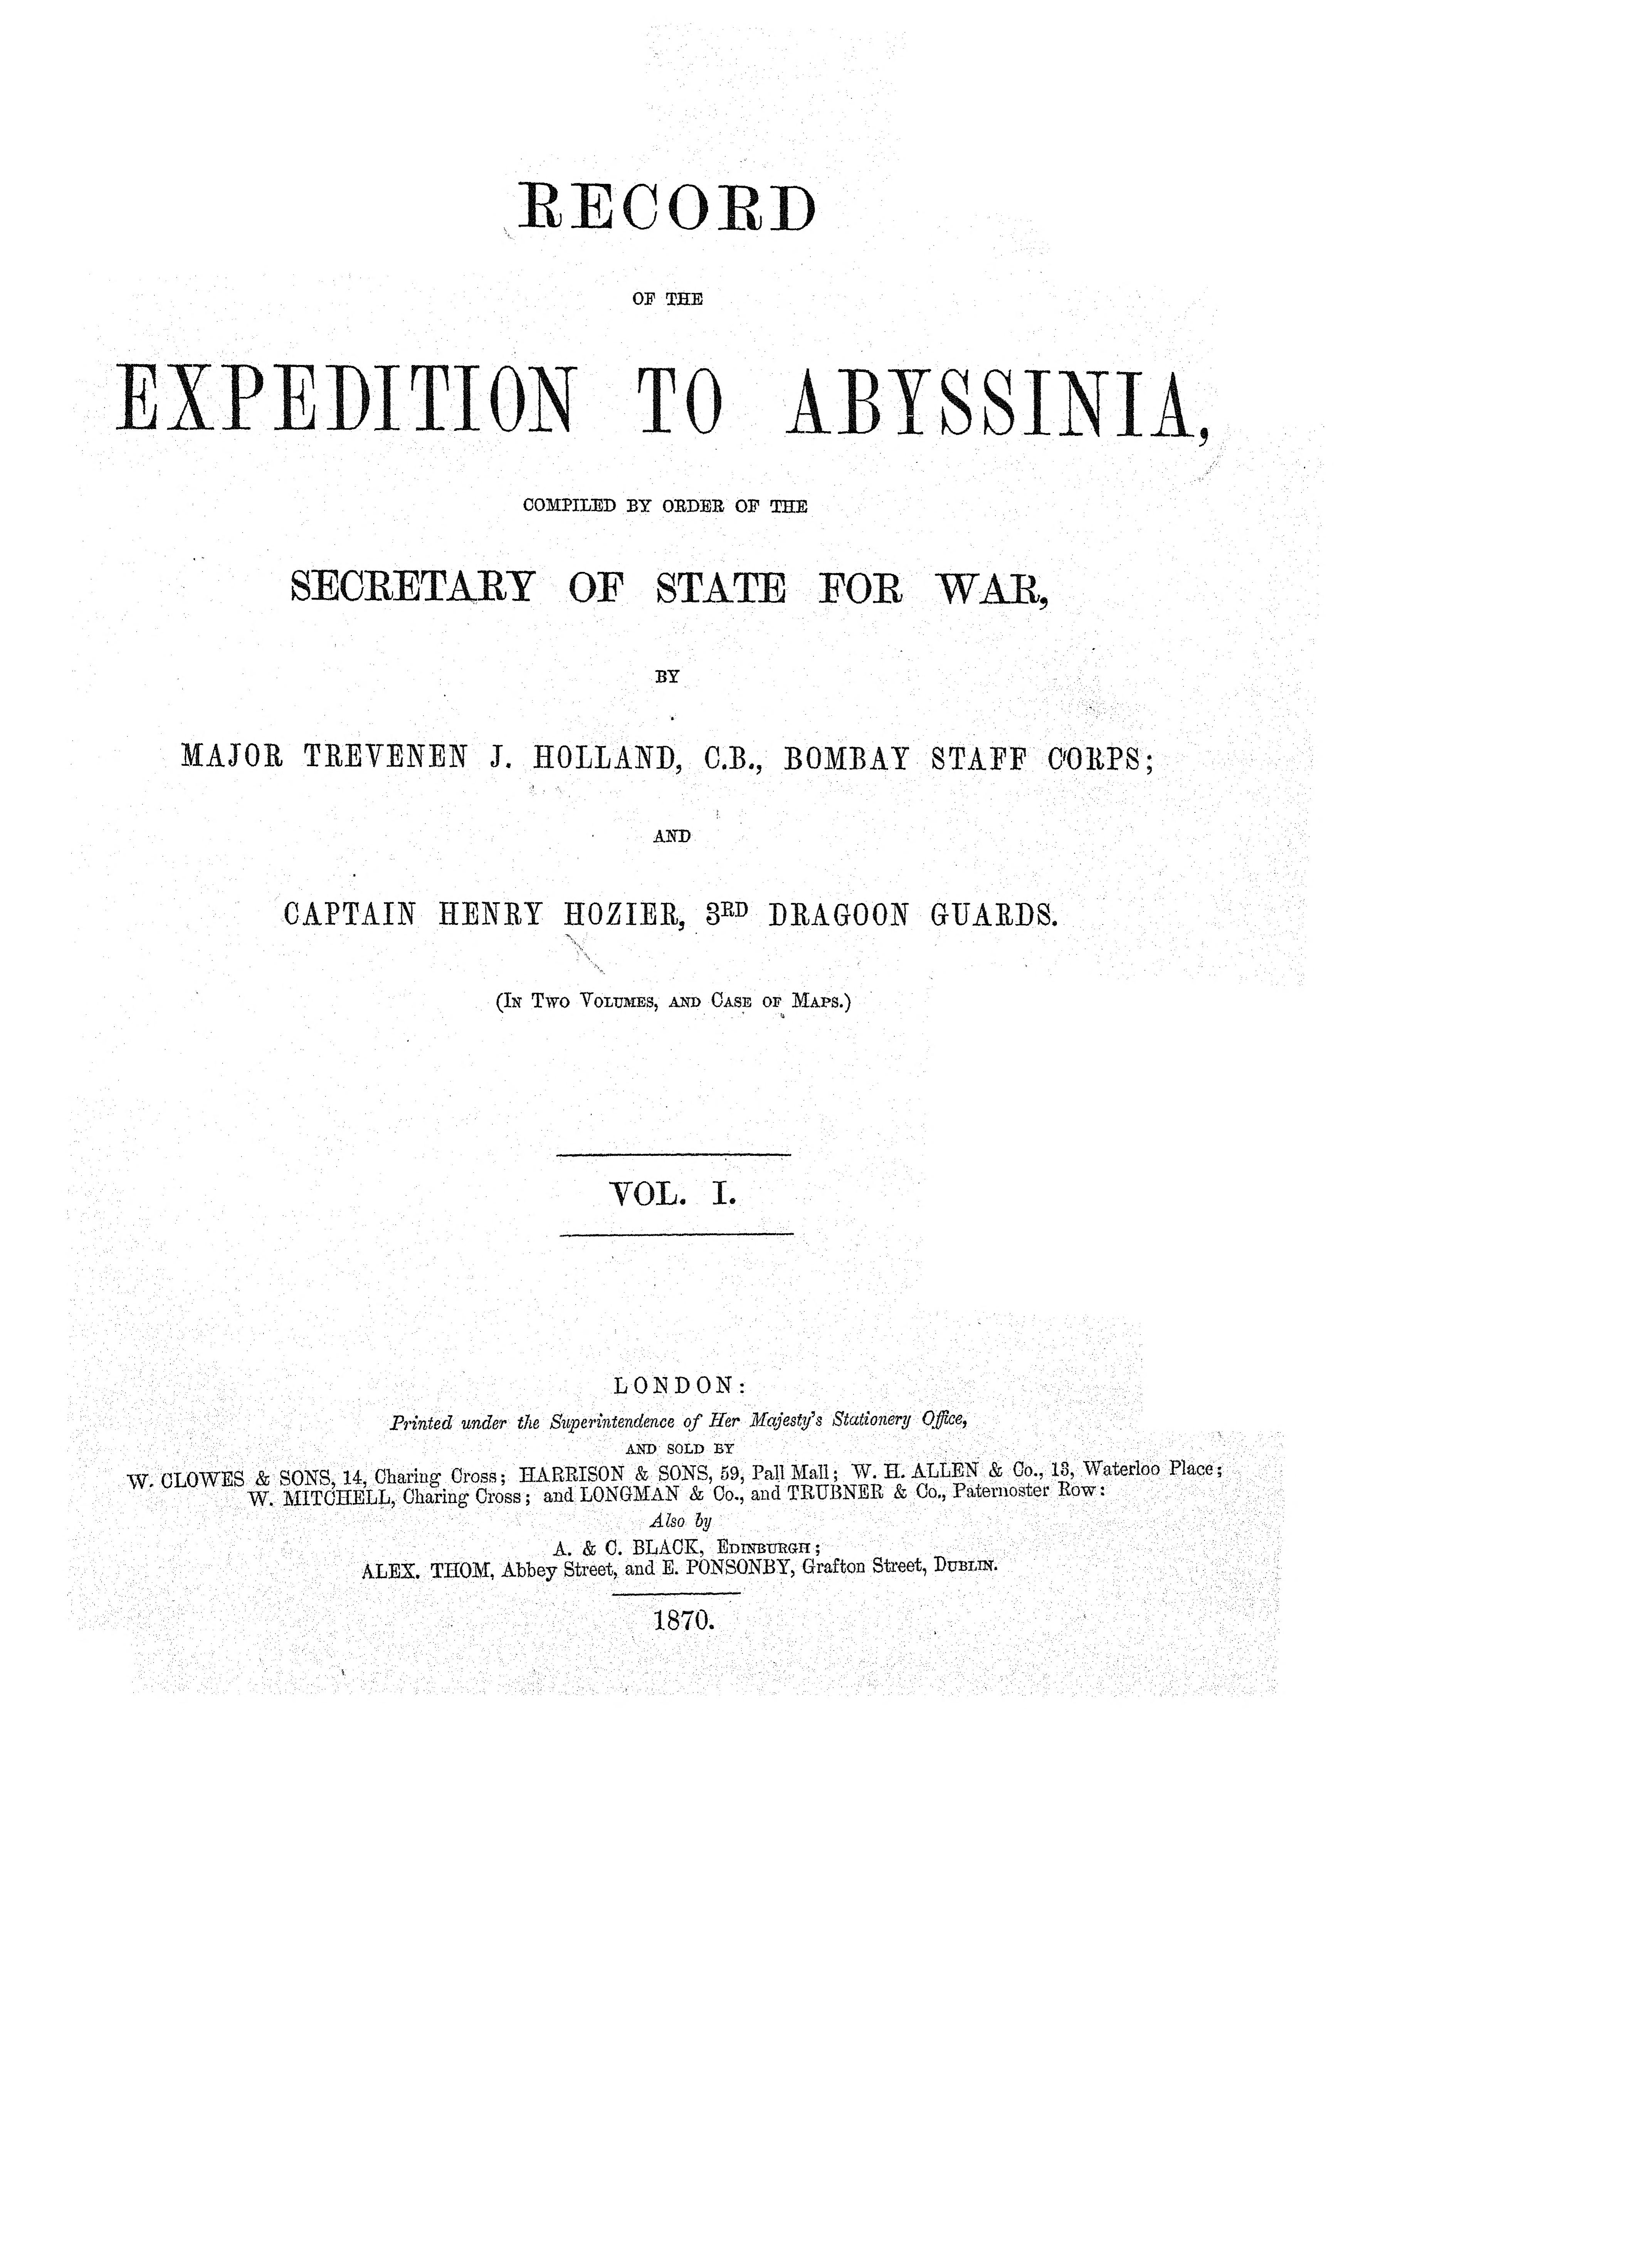 RECORD
OF THE
EXPEDITION TO ABYSSINIA,
COMPILED BY ORDER OF THE
SECRETARY OF STATE FOR WAR,
BY
MAJOR TREVENEN J. HOLLAND, C.B., BOMBAY STAFF CORPS;
AND
CAPTAIN HENRY HOZIER, 3RD DRAGOON GUARDS.
(In Two Volumes, and Case of Maps.)
VOL. I.
LONDON:
Printed under the Superintendence of Her Majesty's Stationery Office,
AND SOLD BY
W. CLOWES & SONS, 14, Charing Cross; HARRISON & SONS, 59, Pall Mall; W. H. ALLEN & Co., 13, Waterloo Place;
W. MITCHELL, Charing Cross; and LONGMAN & Co., and TRUBNER & Co., Paternoster Row:
Also by
A. & C. BLACK, Edinburgh;
ALEX. THOM, Abbey Street, and E. PONSONBY, Grafton Street, Dublin.
1870.